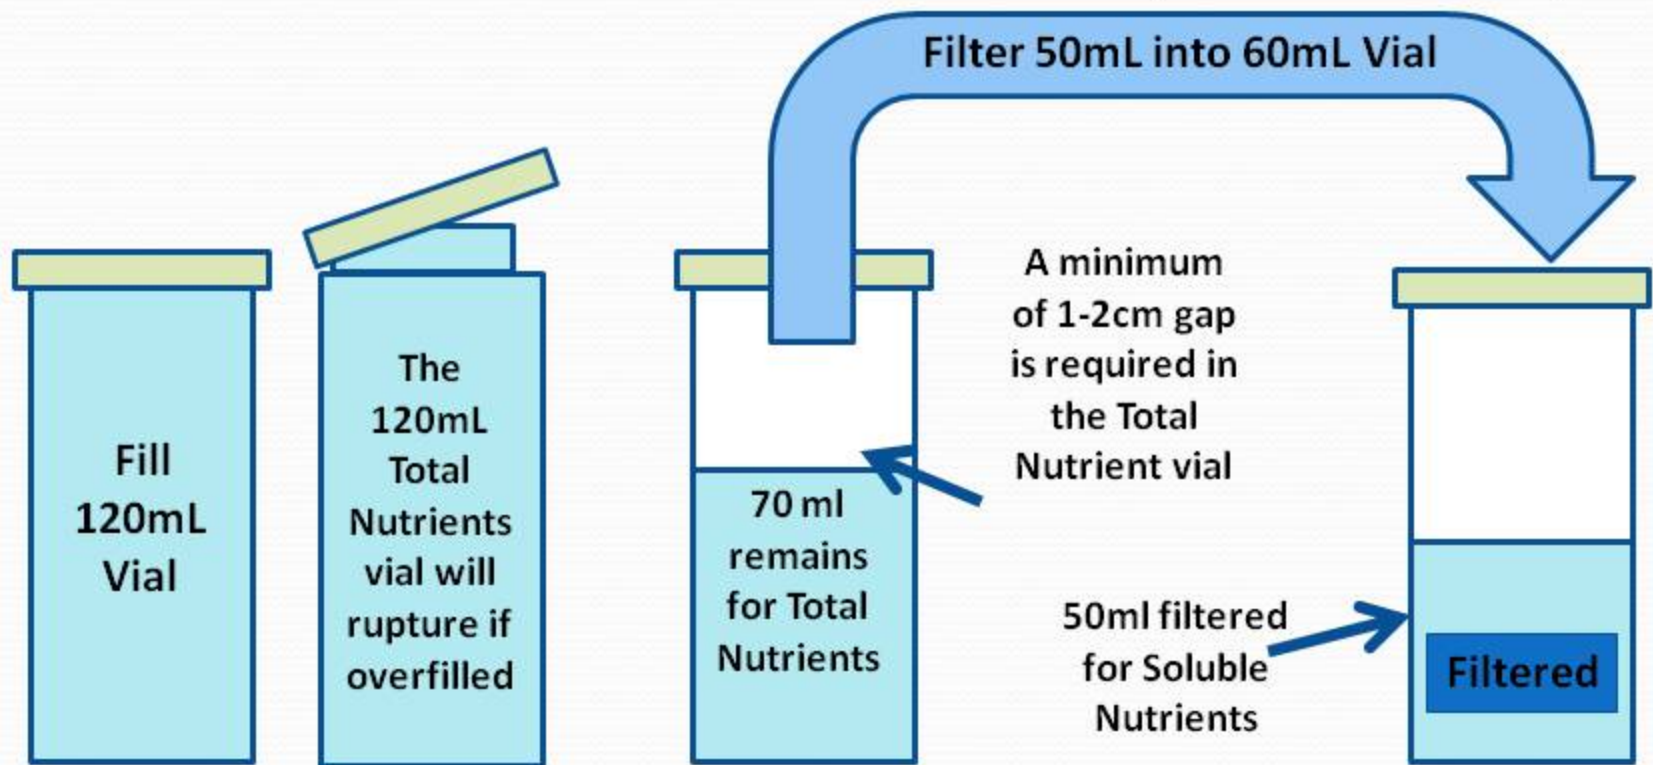 Filter 50mL into 60mL Vial
Fill
120mL
Vial
The
120mL
Total
Nutrients
vial will
rupture if
overfilled
70 ml
remains
for Total
Nutrients
A minimum
of 1-2cm gap
is required in
the Total
Nutrient vial
50ml filtered
for Soluble
Nutrients
Filtered